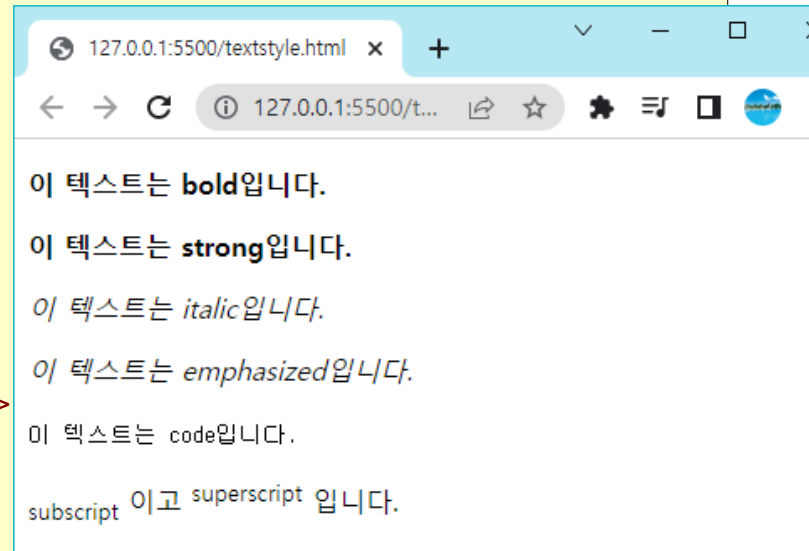 127.0.0.1:5500/textstyle.html
127.0.0.1:5500/t...
이 텍스트는 bold입니다.
이 텍스트는 strong입니다.
이 텍스트는 italic입니다.
이 텍스트는 emphasized입니다.
>
이 텍스트는 code입니다.
subscript 이고 superscript 입니다.